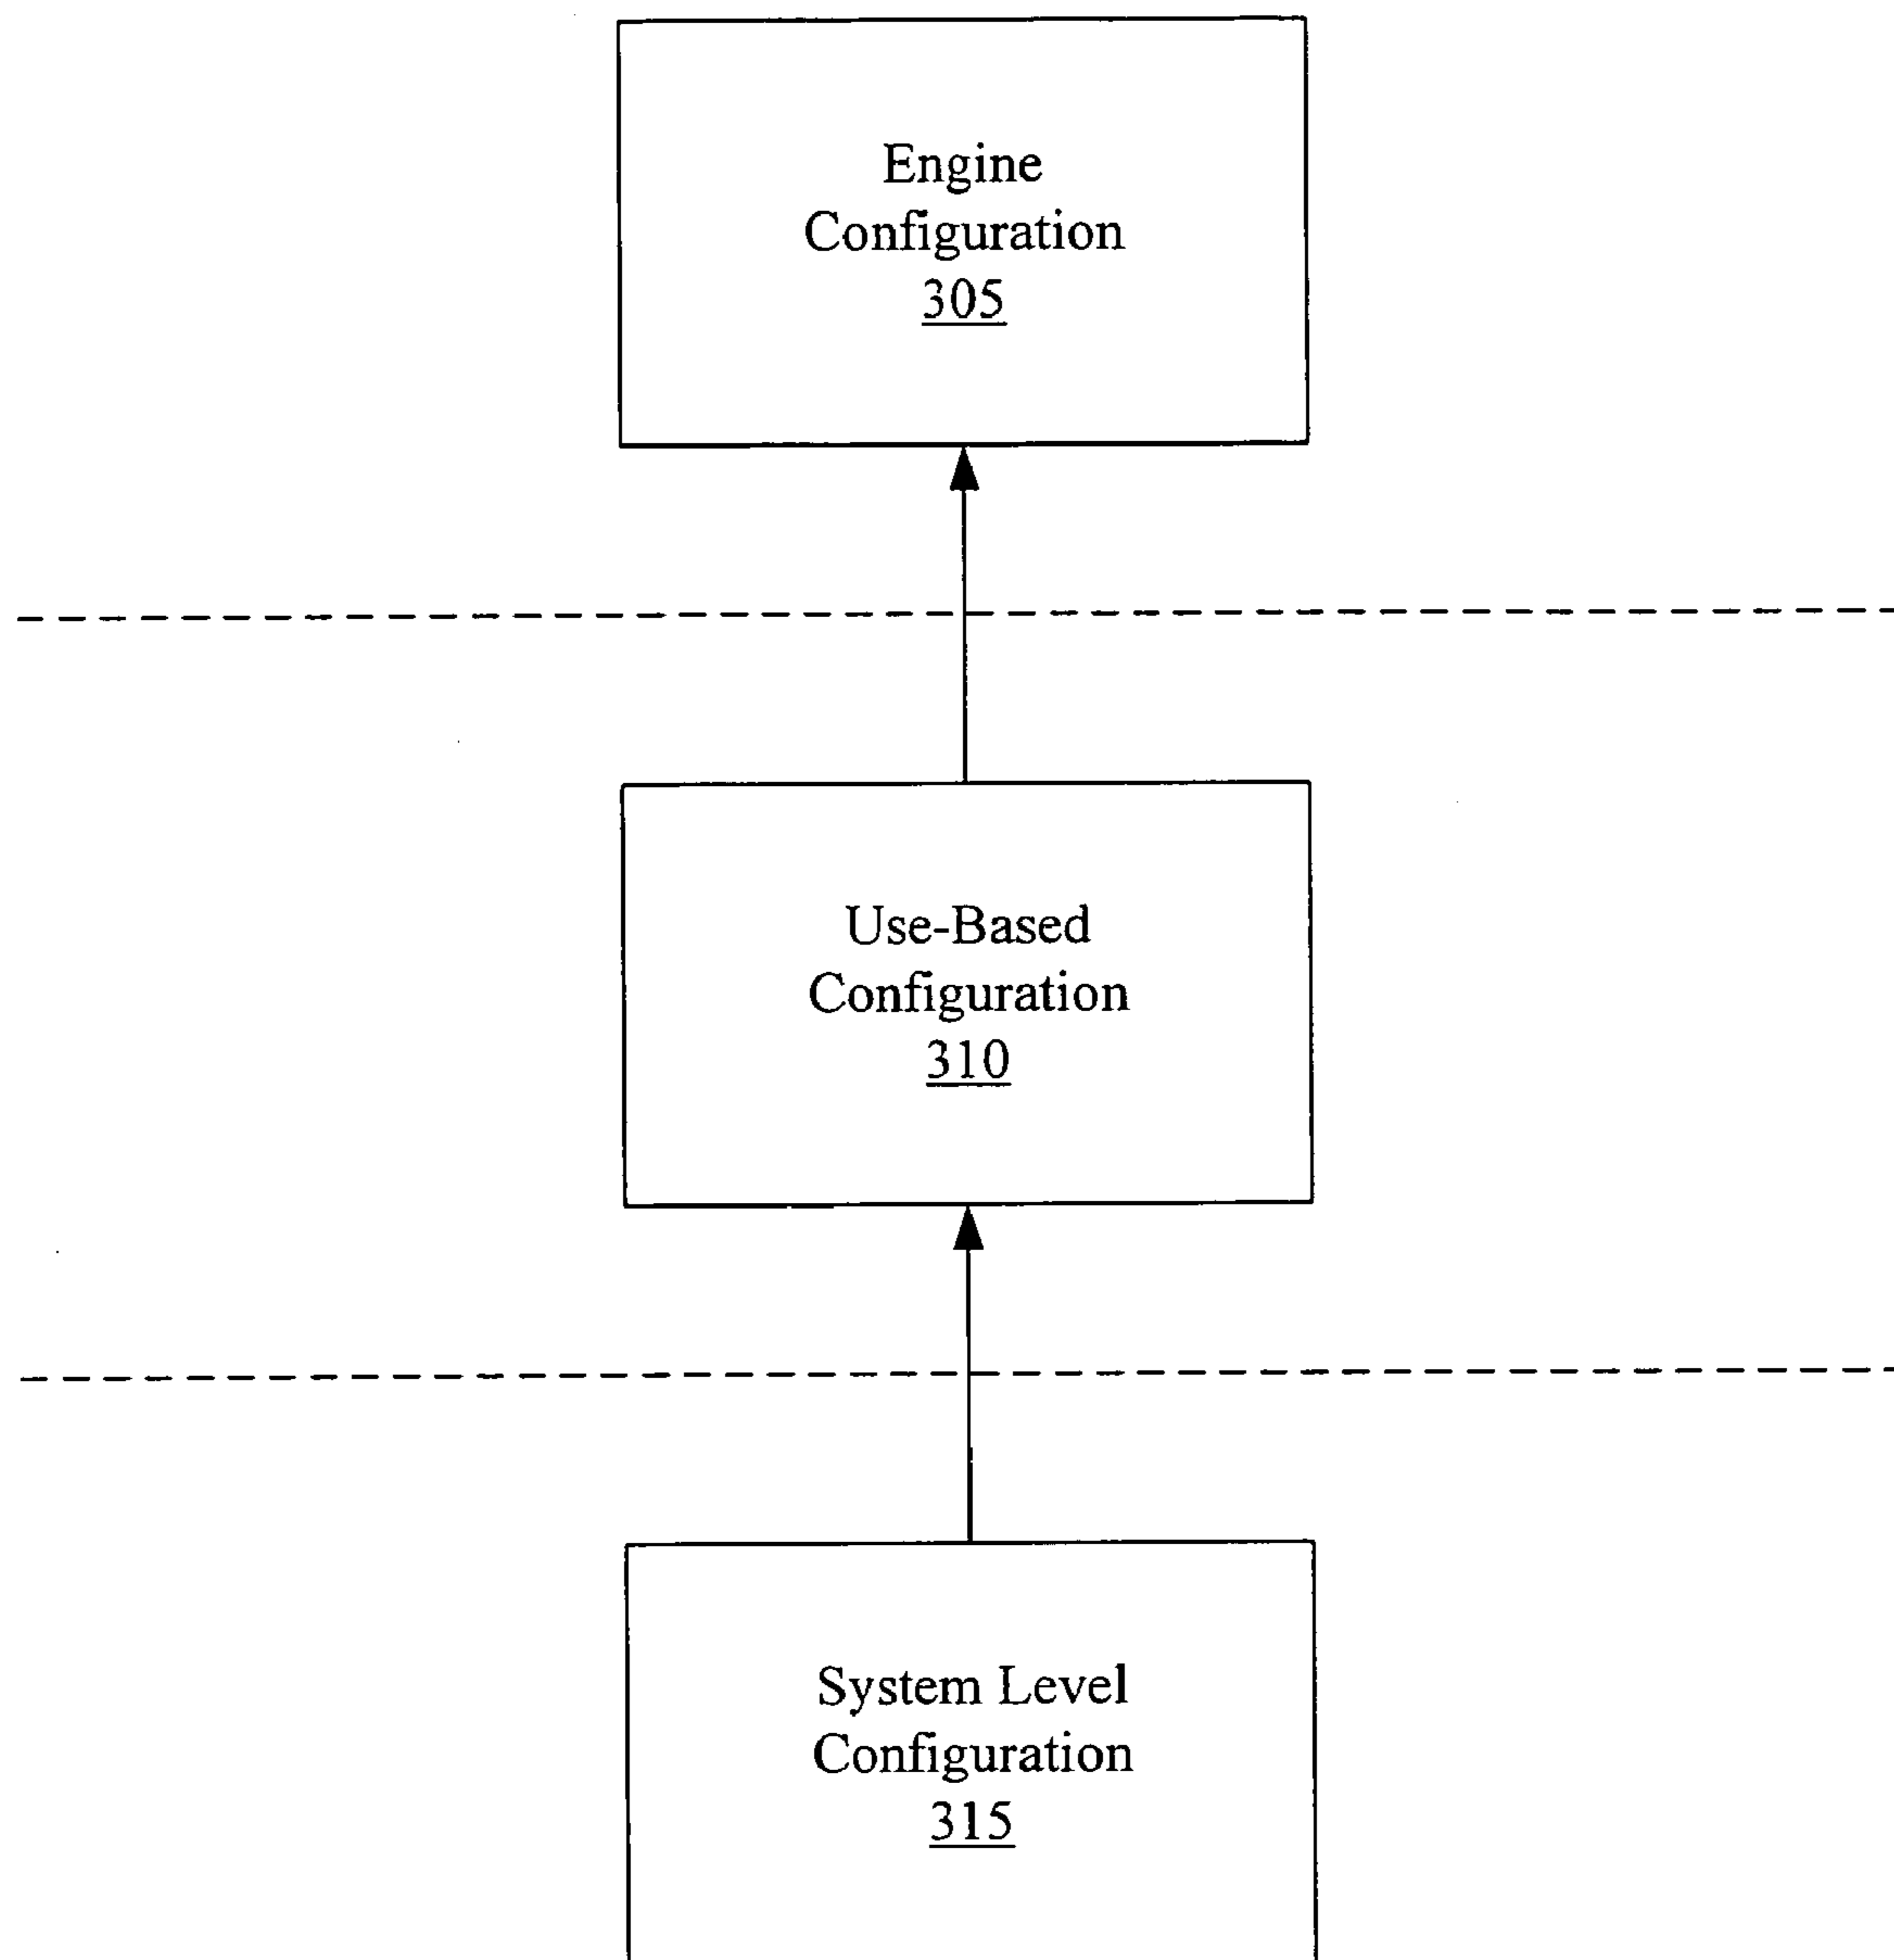 Engine
Configuration
305
Use-Based
Configuration
310
System Level
Configuration
315